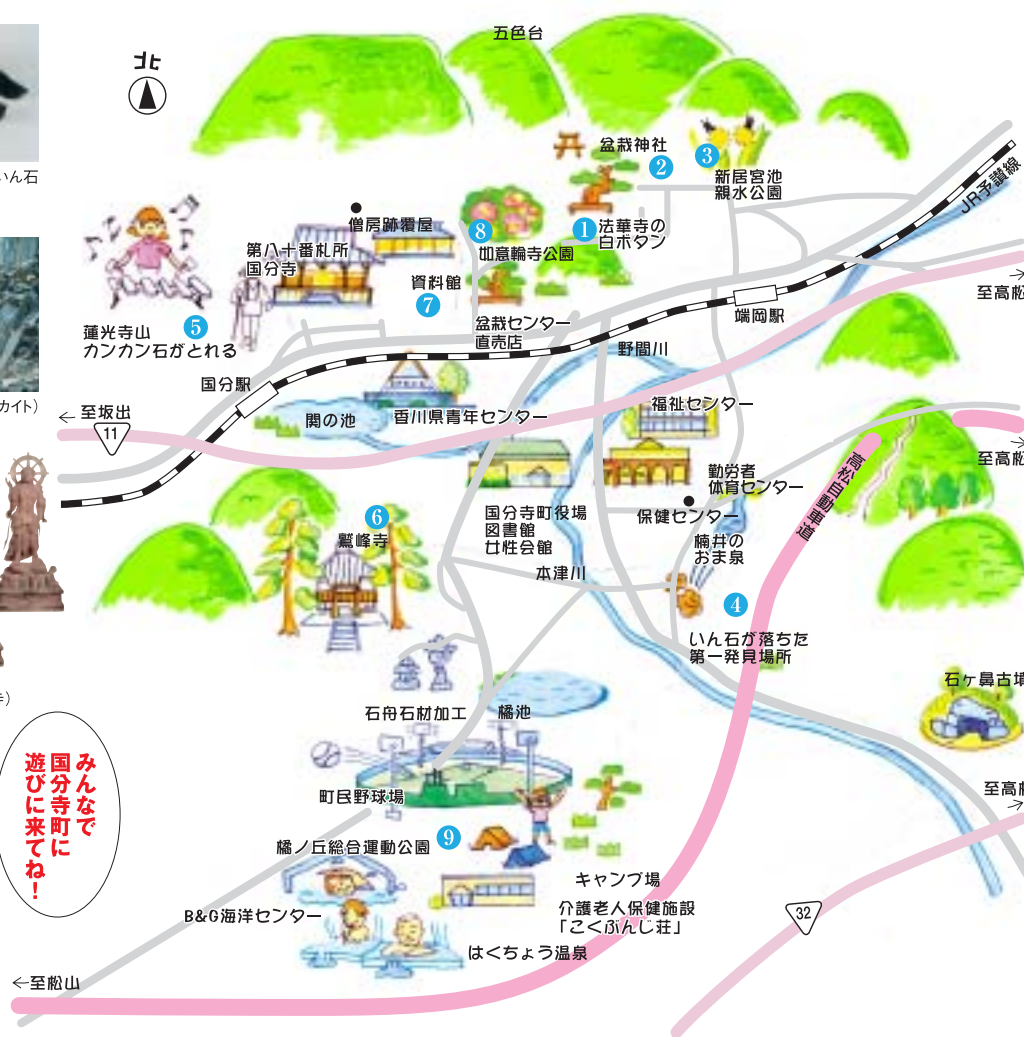 五色台
北
いん石
盆栽神社
2
3
新居宮池
親水公園
JR予讃線
僧房跡覆屋
第八十番札所
国分寺
8
1
法華寺の
白ボタン
如意輪寺公園
資料館
7
至高松
端岡駅
5
蓮光寺山
カンカン石がとれる
盆栽センター
直売店
野間川
国分駅
カイト)
至坂出
11
関の池
香川県青年センター
福祉センター
至高松
高松自動車道
勤労者
体育センター
6
鷲峰寺
国分寺町役場
図書館
女性会館
保健センター
楠井の
おま泉
本津川
4
いん石が落ちた
第一発見場所
石ヶ鼻古墳
石舟石材加工
橘池
みんなで
国分寺町に
遊びに来てね!
町民野球場
至高松
9
橘ノ丘総合運動公園
キャンプ場
B&G海洋センター
介護老人保健施設
「こくぶんじ荘」
32
はくちょう温泉
至松山